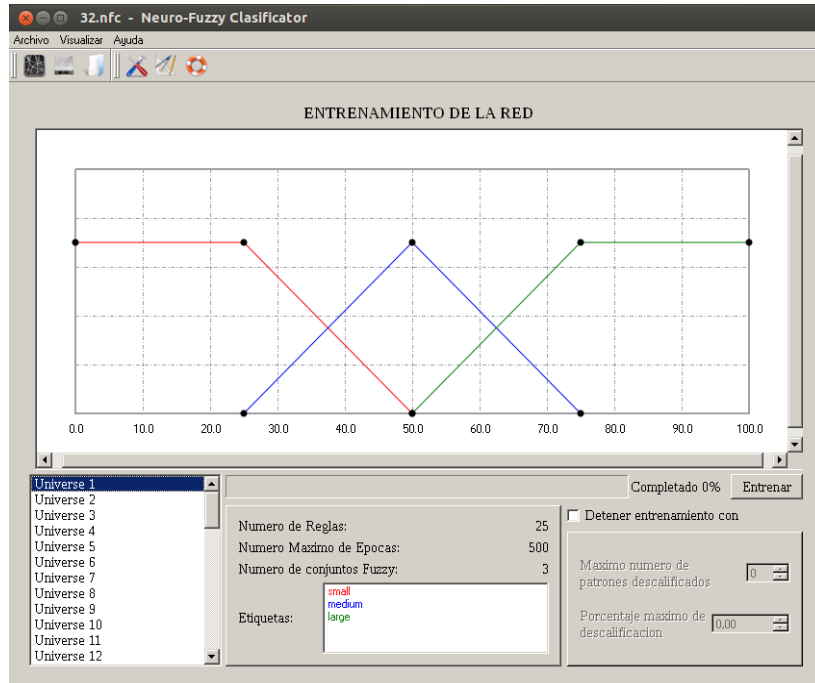 32.nfc - Neuro-Fuzzy Clasificator
Archivo Visualizar Ayuda
ENTRENAMIENTO DE LA RED
0.0 10.0 20.0 30.0 40.0 50.0 60.0 70.0 80.0 90.0 100.0
Universe 1
Universe 2
Universe 3
Universe 4
Universe 5
Universe 6
Universe 7
Universe 8
Universe 9
Universe 10
Universe 11
Universe 12
Completado 0% Entrenar
Numero de Reglas: 25
Numero Maximo de Epocas: 500
Numero de conjuntos Fuzzy: 3
Etiquetas:
small
medium
large
Detener entrenamiento con
Maximo numero de
patrones descalificados
0
Porcentaje maximo de
descalificacion
0,00